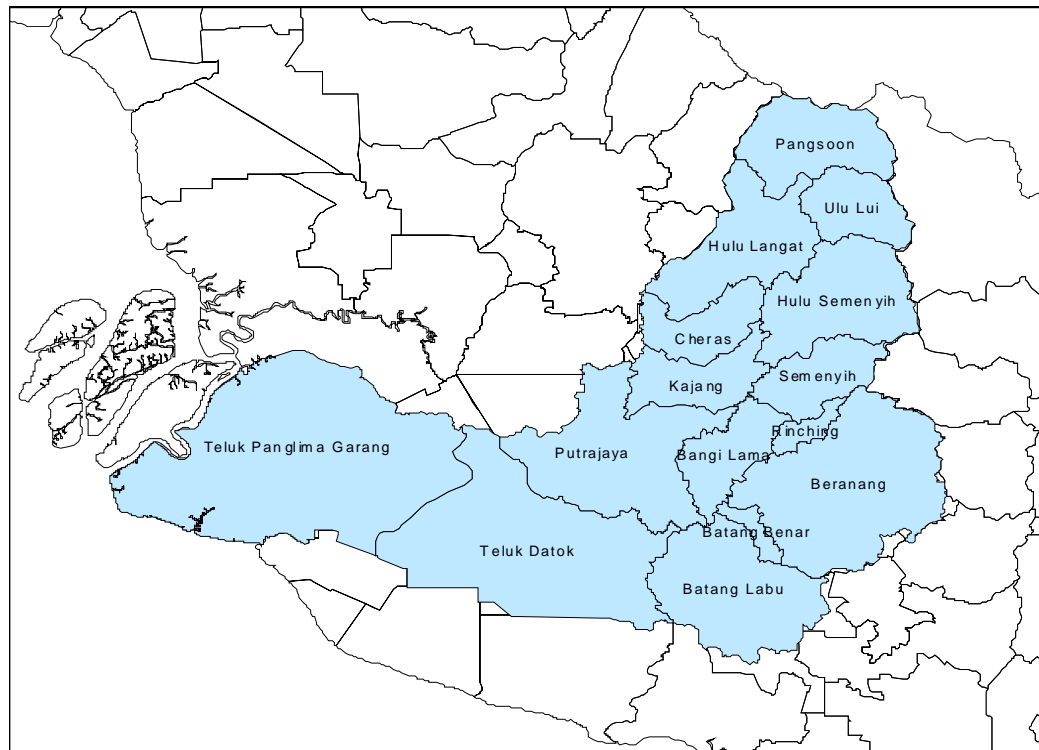 Pangsoon
Ulu Lui
Hulu Langat
Hulu Semenyih
Cheras
Semenyih
Kajang
Rinching
Teluk Panglima Garang
Putrajaya
Bangi Lama
Beranang
Batang Benar
Teluk Datok
Batang Labu